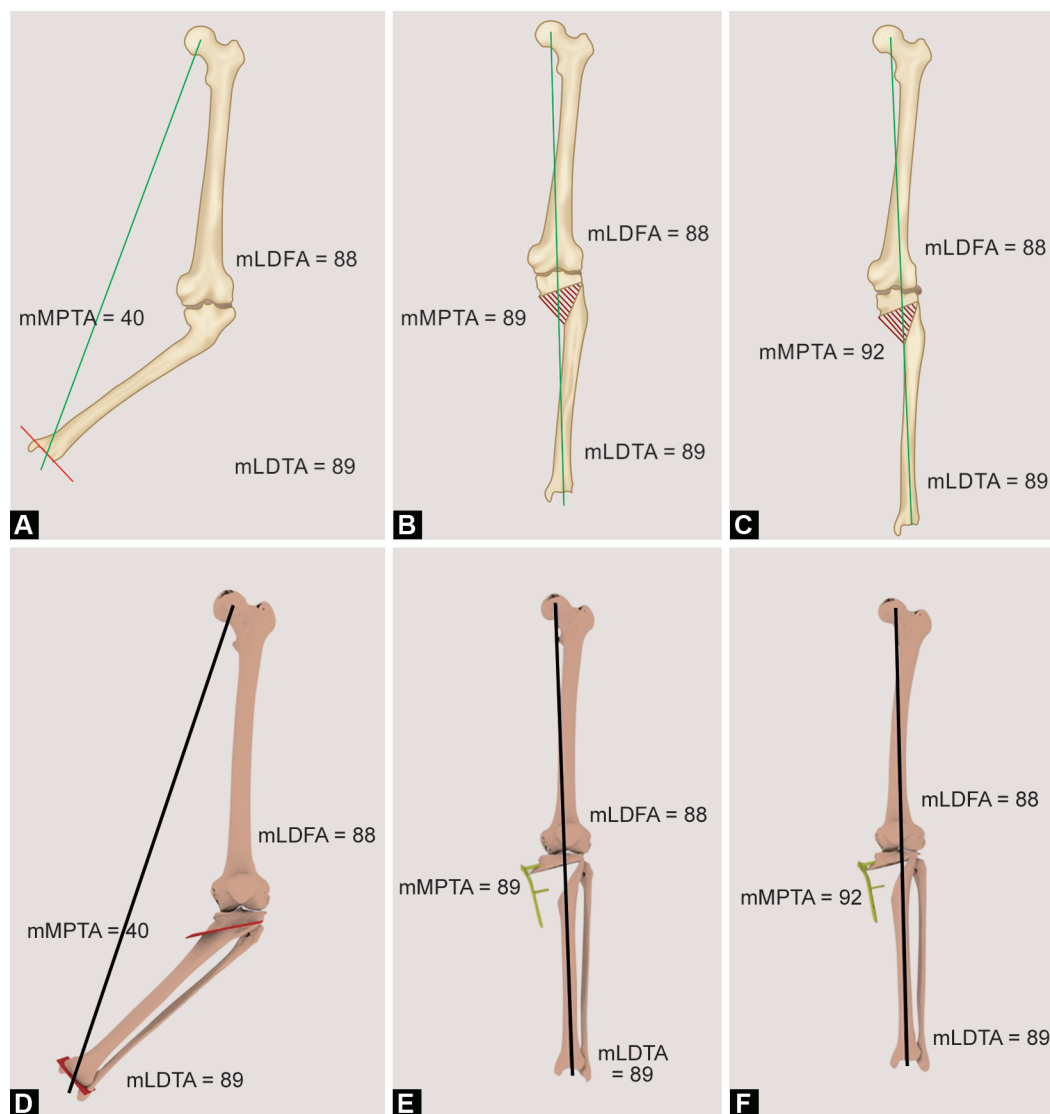 mLDFA = 88
mMPTA = 40
mLDTA = 89
A
mLDFA = 88
mMPTA = 89
mLDTA = 89
B
mLDFA = 88
mMPTA = 92
mLDTA = 89
C
mLDFA = 88
mMPTA = 40
mLDTA = 89
D
mLDFA = 88
mMPTA = 89
mLDTA
= 89
E
mLDFA = 88
mMPTA = 92
mLDTA = 89
F